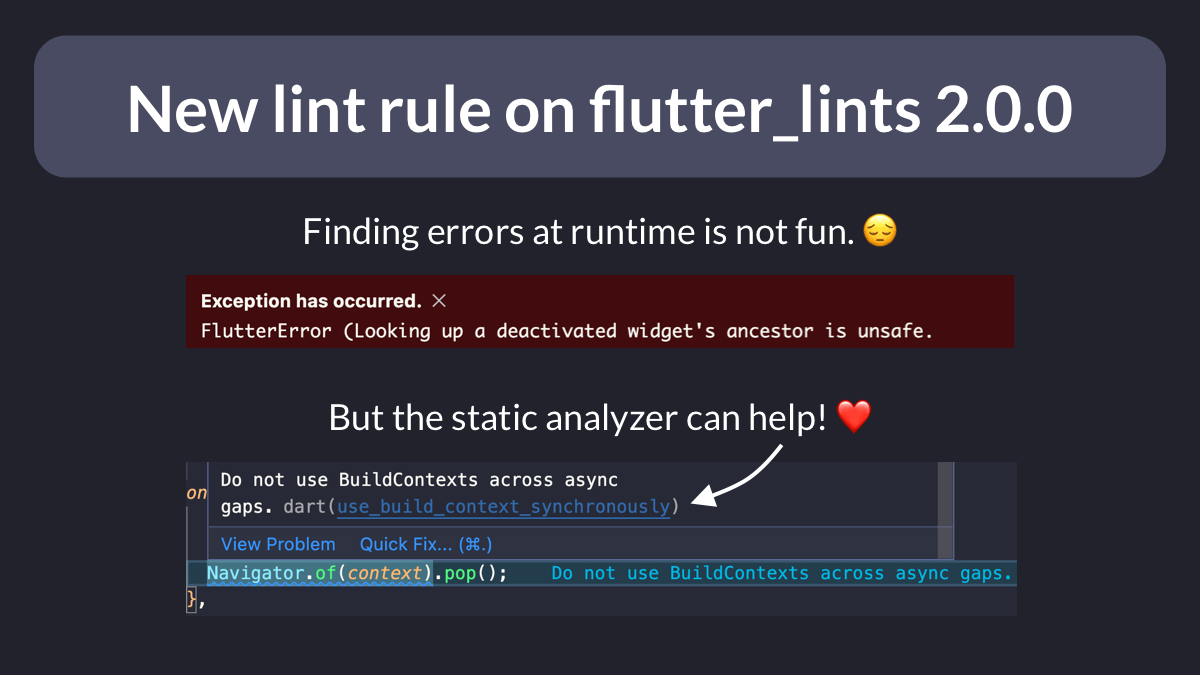 New lint rule on flutter_lints 2.0.0
Finding errors at runtime is not fun. 😔
Exception has occurred. ×
FlutterError (Looking up a deactivated widget's ancestor is unsafe.
But the static analyzer can help! ❤️
Do not use BuildContexts across async
on
gaps. dart(use_build_context_synchronously)
View Problem Quick Fix... (⌘.)
Navigator.of(context).pop(); Do not use BuildContexts across async gaps.
},